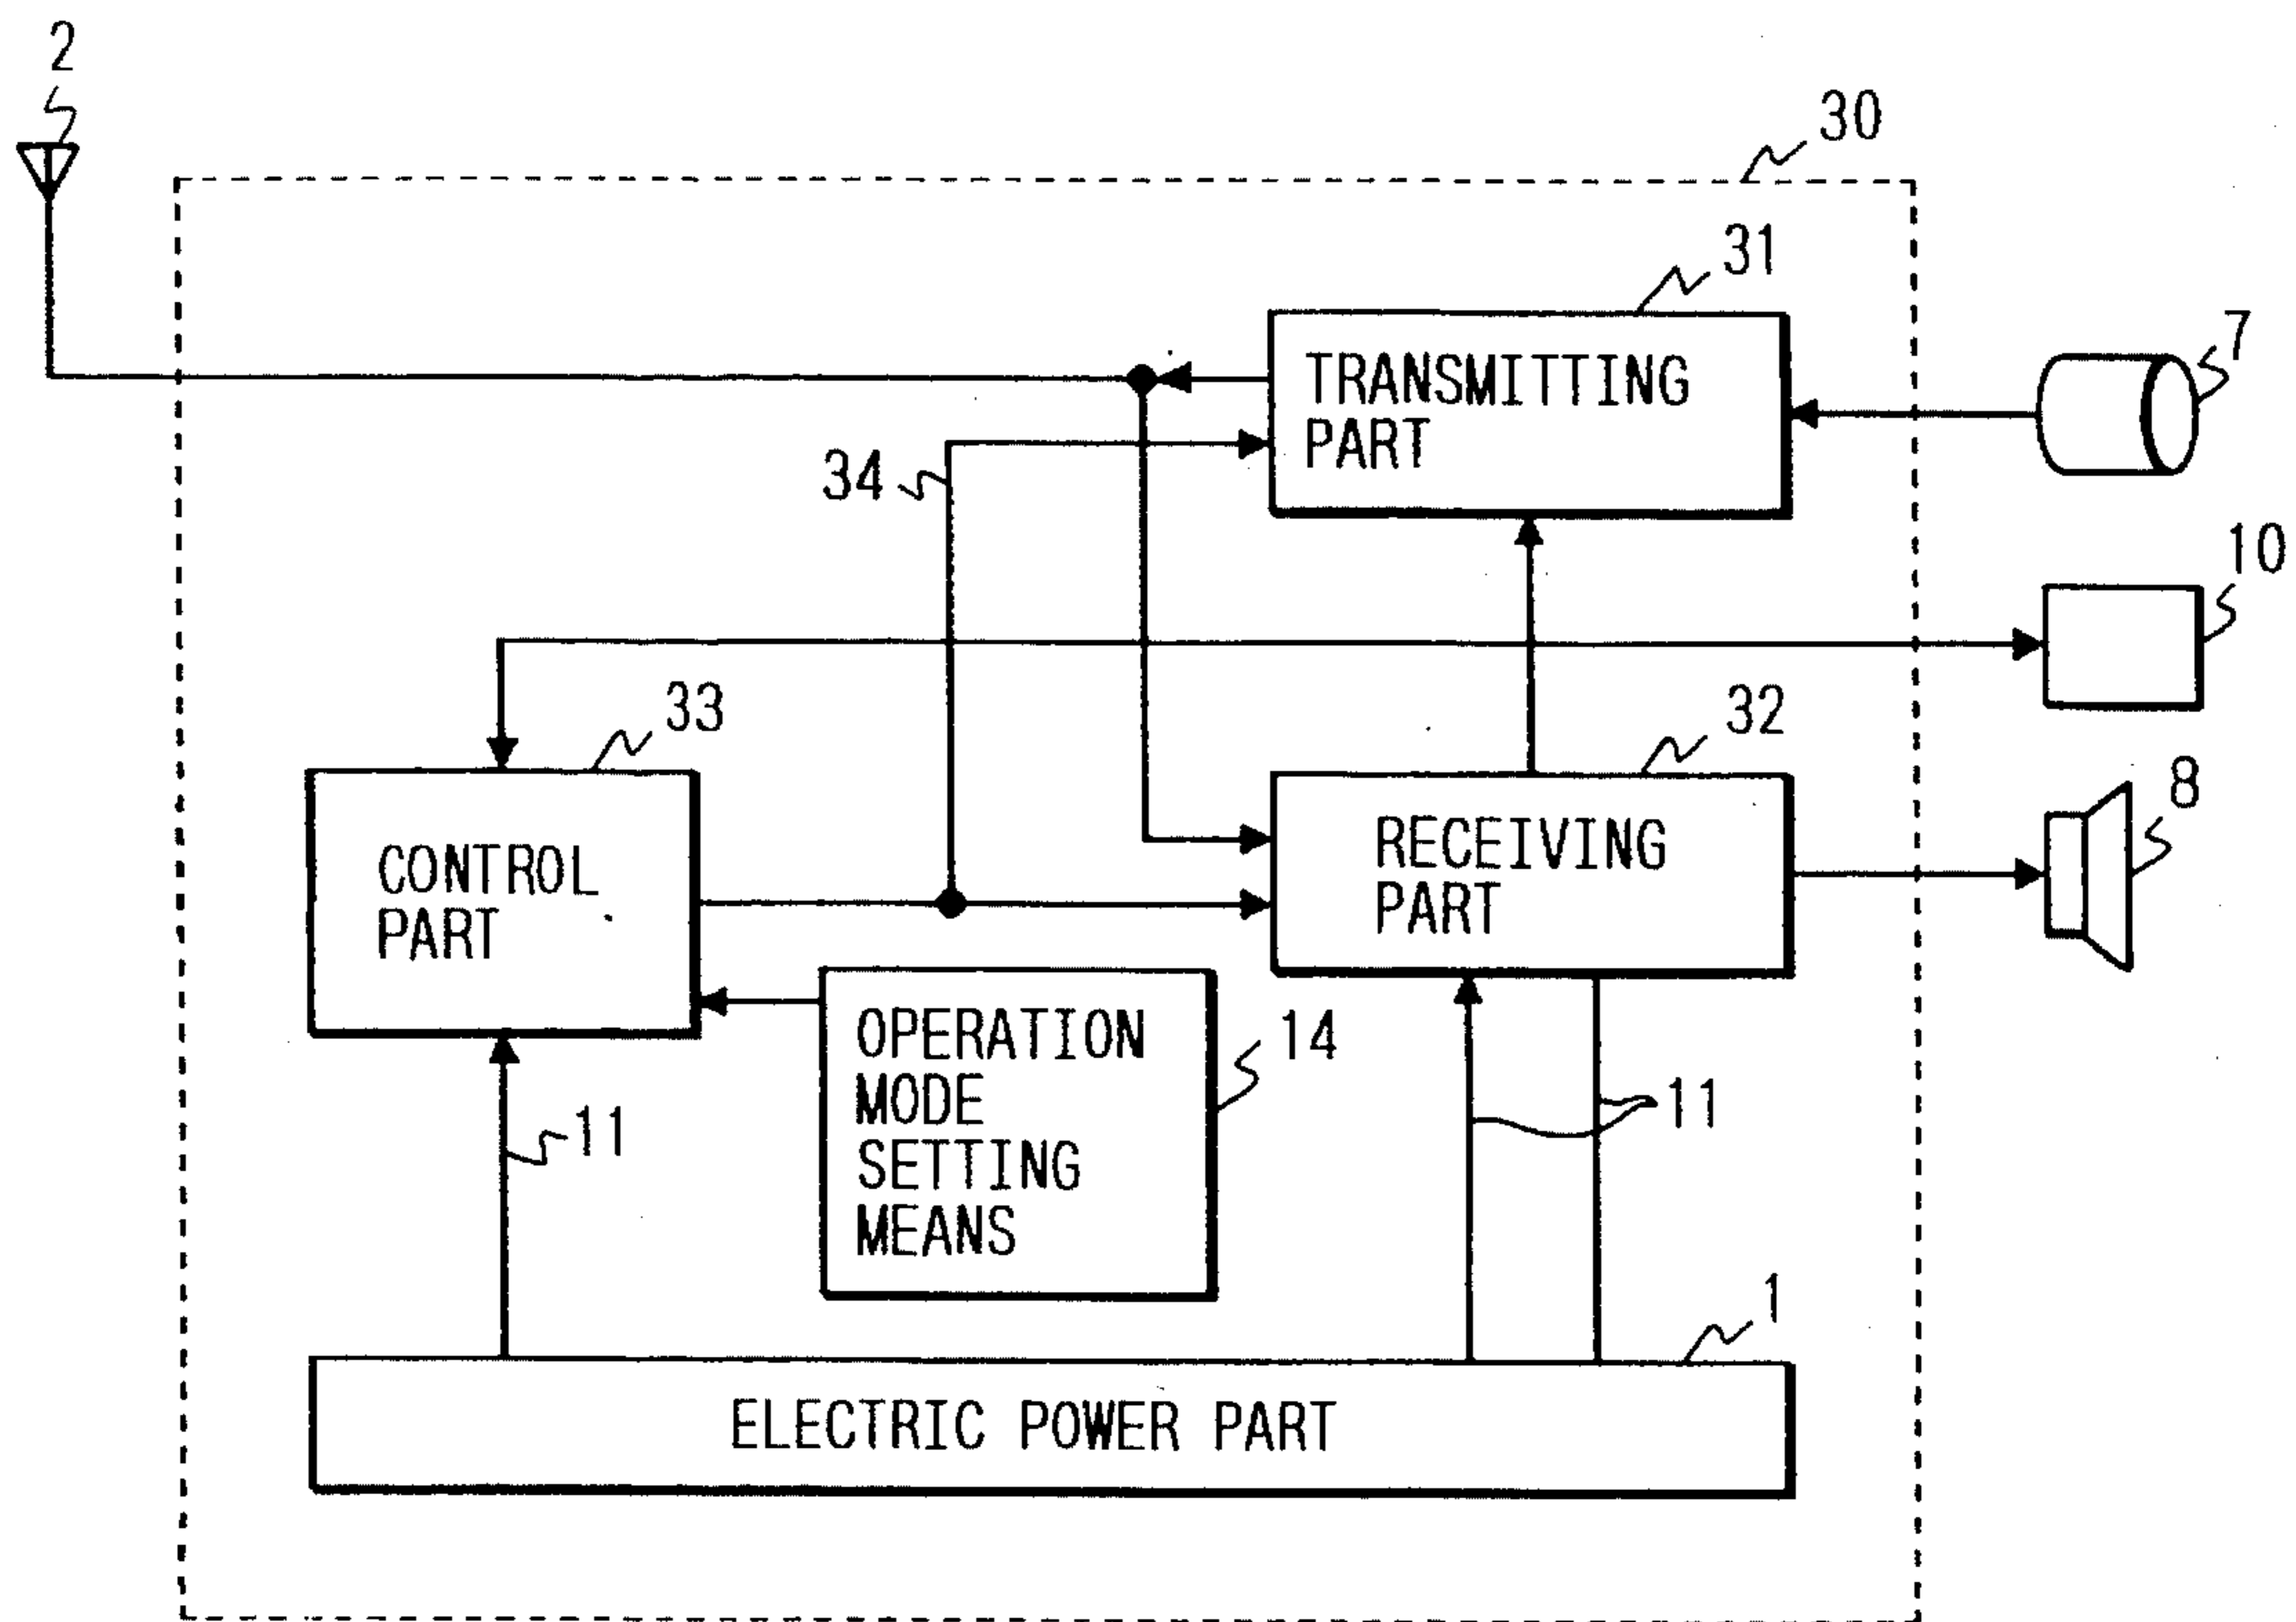 2
30
31
TRANSMITTING
PART
7
34
10
33
32
8
CONTROL
PART
RECEIVING
PART
OPERATION
MODE
SETTING
MEANS
14
11
11
1
ELECTRIC POWER PART